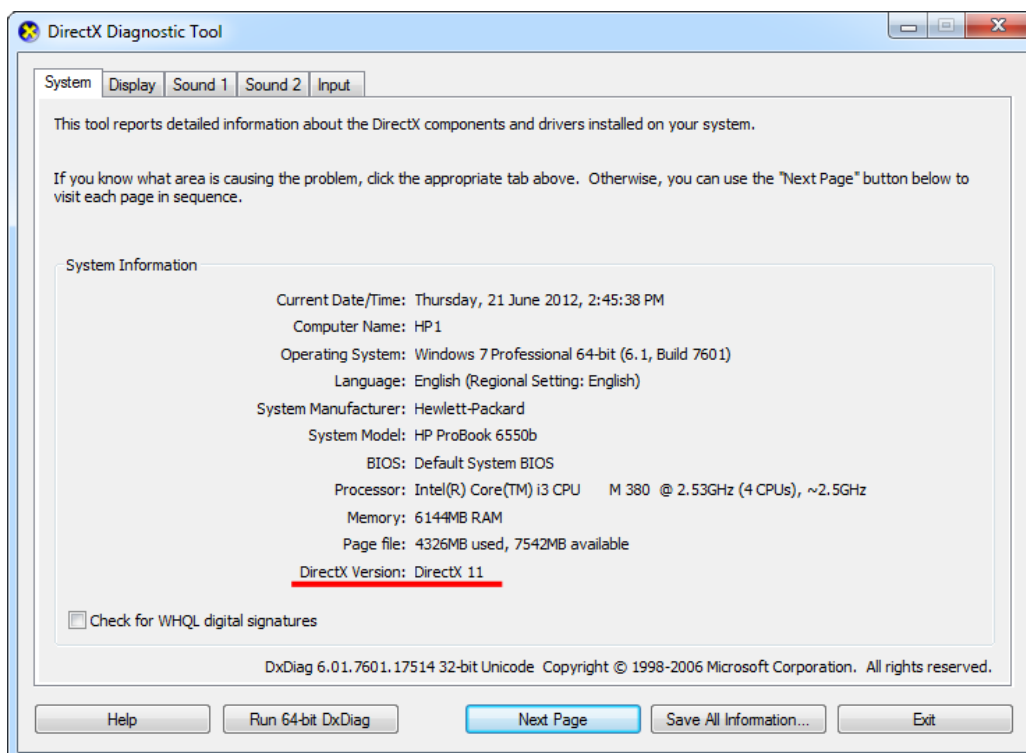 DirectX Diagnostic Tool
System Display Sound 1 Sound 2 Input
This tool reports detailed information about the DirectX components and drivers installed on your system.
If you know what area is causing the problem, click the appropriate tab above.  Otherwise, you can use the "Next Page" button below to
visit each page in sequence.
System Information
Current Date/Time: Thursday, 21 June 2012, 2:45:38 PM
Computer Name: HP1
Operating System: Windows 7 Professional 64-bit (6.1, Build 7601)
Language: English (Regional Setting: English)
System Manufacturer: Hewlett-Packard
System Model: HP ProBook 6550b
BIOS: Default System BIOS
Processor: Intel(R) Core(TM) i3 CPU       M 380  @ 2.53GHz (4 CPUs), ~2.5GHz
Memory: 6144MB RAM
Page file: 4326MB used, 7542MB available
DirectX Version: DirectX 11
Check for WHQL digital signatures
DxDiag 6.01.7601.17514 32-bit Unicode  Copyright © 1998-2006 Microsoft Corporation.  All rights reserved.
Help Run 64-bit DxDiag Next Page Save All Information... Exit